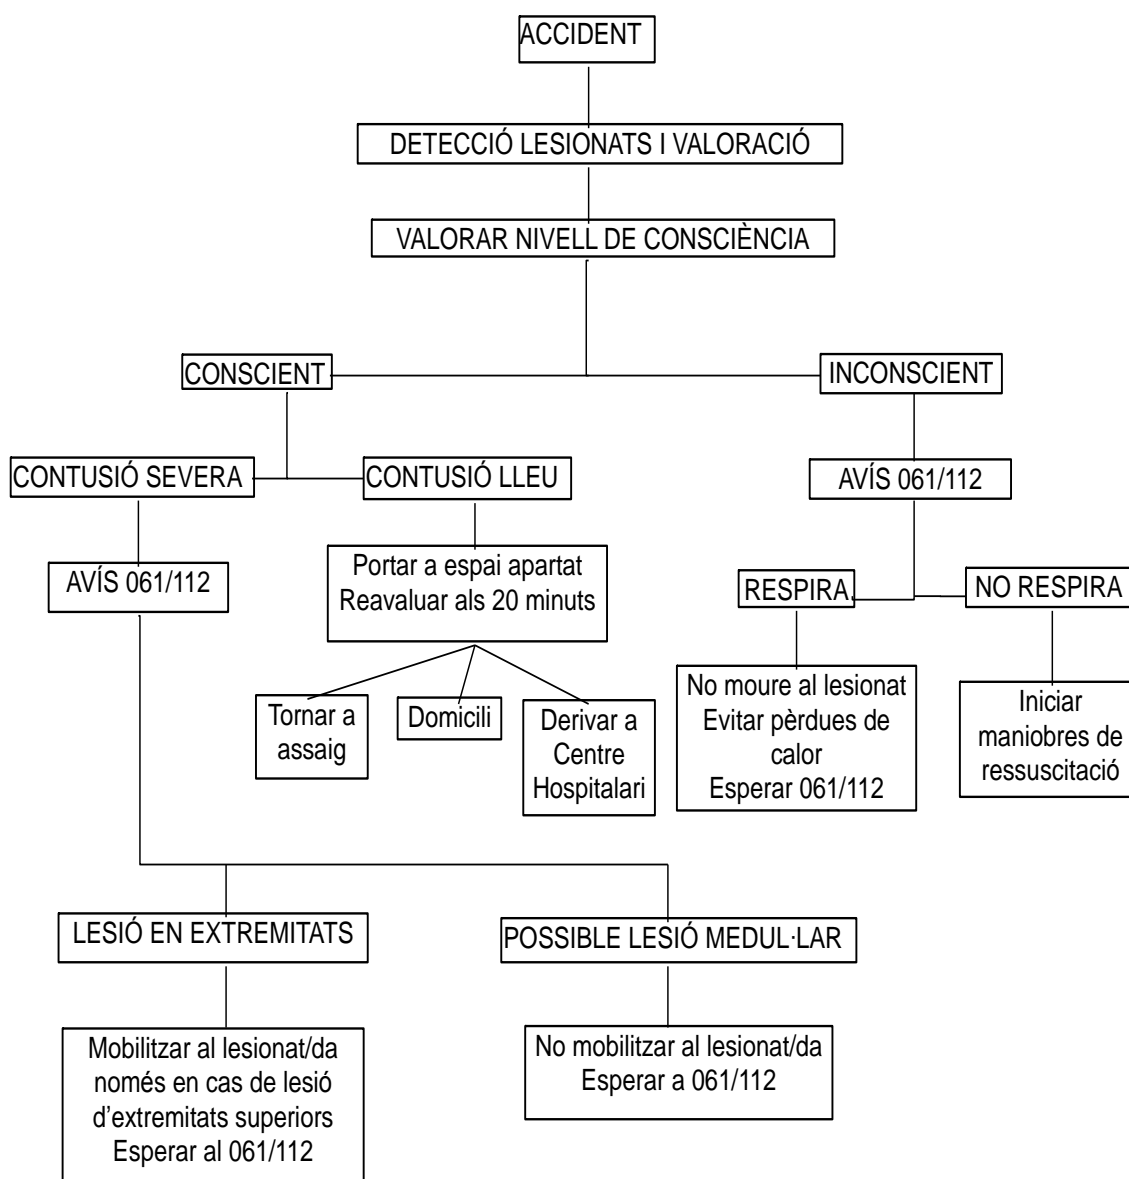 ACCIDENT
DETECCIÓ LESIONATS I VALORACIÓ
VALORAR NIVELL DE CONSCIÈNCIA
CONSCIENT
INCONSCIENT
CONTUSIÓ SEVERA
CONTUSIÓ LLEU
AVÍS 061/112
AVÍS 061/112
Portar a espai apartat
Reavaluar als 20 minuts
RESPIRA
NO RESPIRA
Tornar a
assaig
Domicili
Derivar a
Centre
Hospitalari
No moure al lesionat
Evitar pèrdues de
calor
Esperar 061/112
Iniciar
maniobres de
ressuscitació
LESIÓ EN EXTREMITATS
POSSIBLE LESIÓ MEDUL·LAR
Mobilitzar al lesionat/da
només en cas de lesió
d'extremitats superiors
Esperar al 061/112
No mobilitzar al lesionat/da
Esperar a 061/112